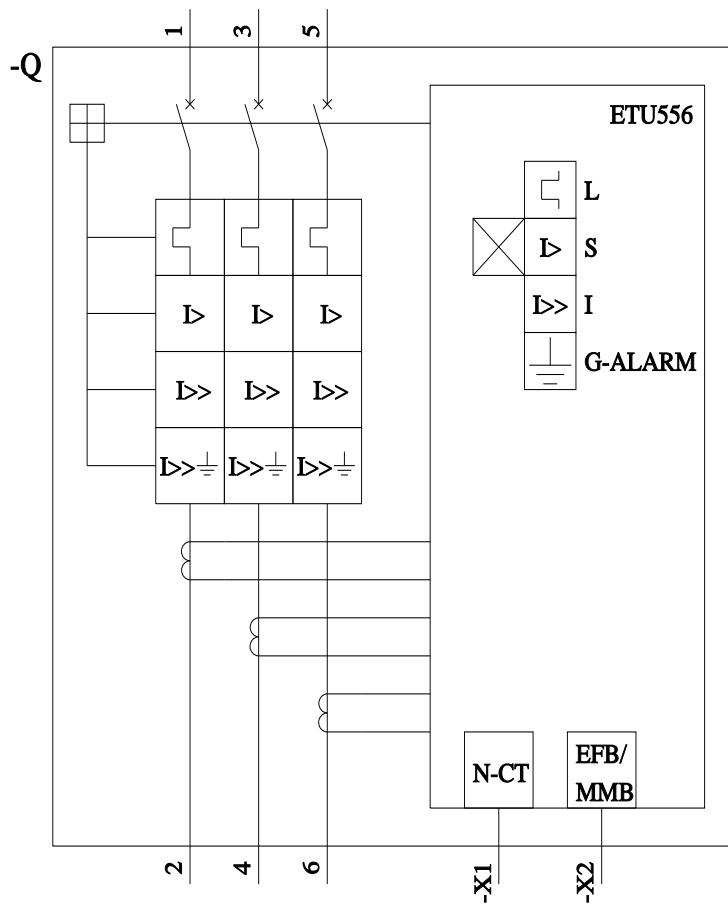 1 3 5
-Q
ETU556
L
I> S
I>> I
G-ALARM
I> I> I>
I>> I>> I>>
I>> I>> I>>
N-CT
EFB/
MMB
2 4 6 -X1 -X2